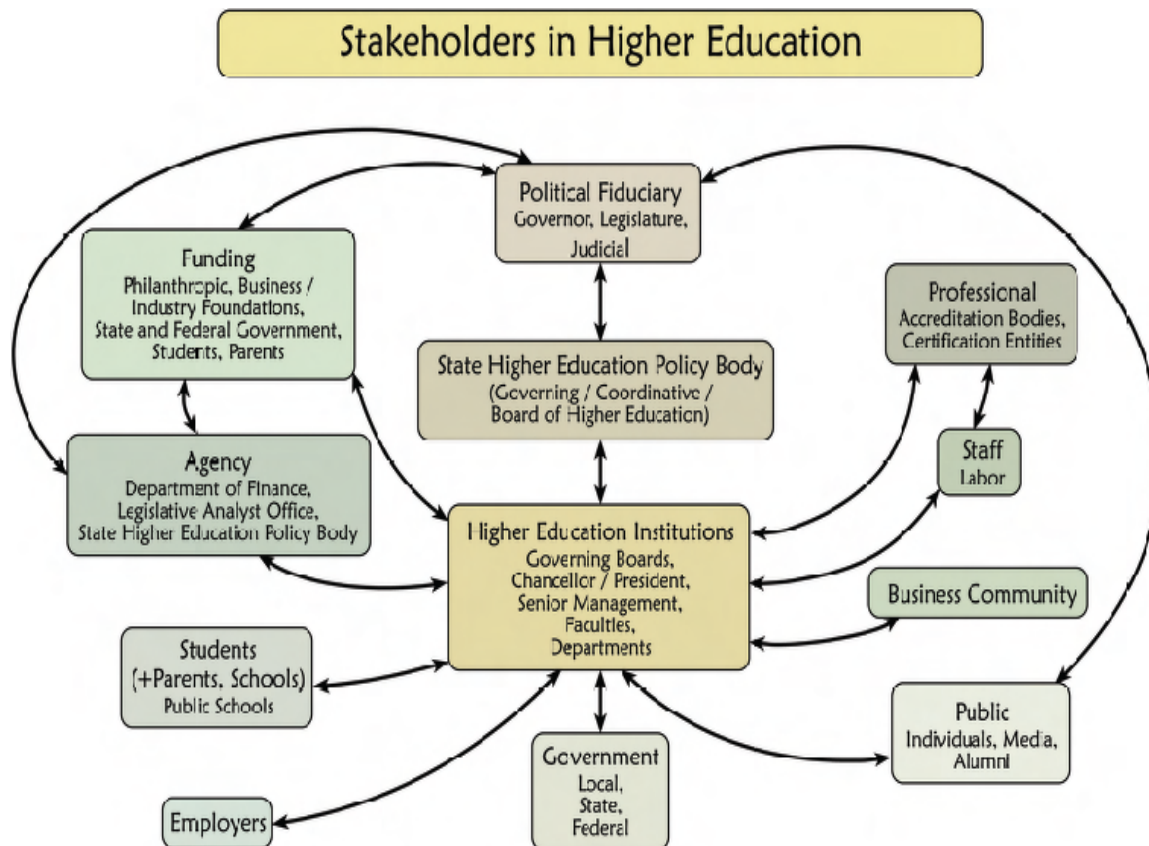 Stakeholders in Higher Education
Political Fiduciary
Governor, Legislature,
Judicial
Funding
Philanthropic, Business /
Industry Foundations,
State and Federal Government,
Students, Parents
Professional
Accreditation Bodies,
Certification Entities
State Higher Education Policy Body
(Governing / Coordinative /
Board of Higher Education)
Agency
Department of Finance,
Legislative Analyst Office,
State Higher Education Policy Body
Staff
Labor
Higher Education Institutions
Governing Boards,
Chancellor / President,
Senior Management,
Faculties,
Departments
Business Community
Students
(+Parents, Schools)
Public Schools
Public
Individuals, Media,
Alumni
Government
Local,
State,
Federal
Employers